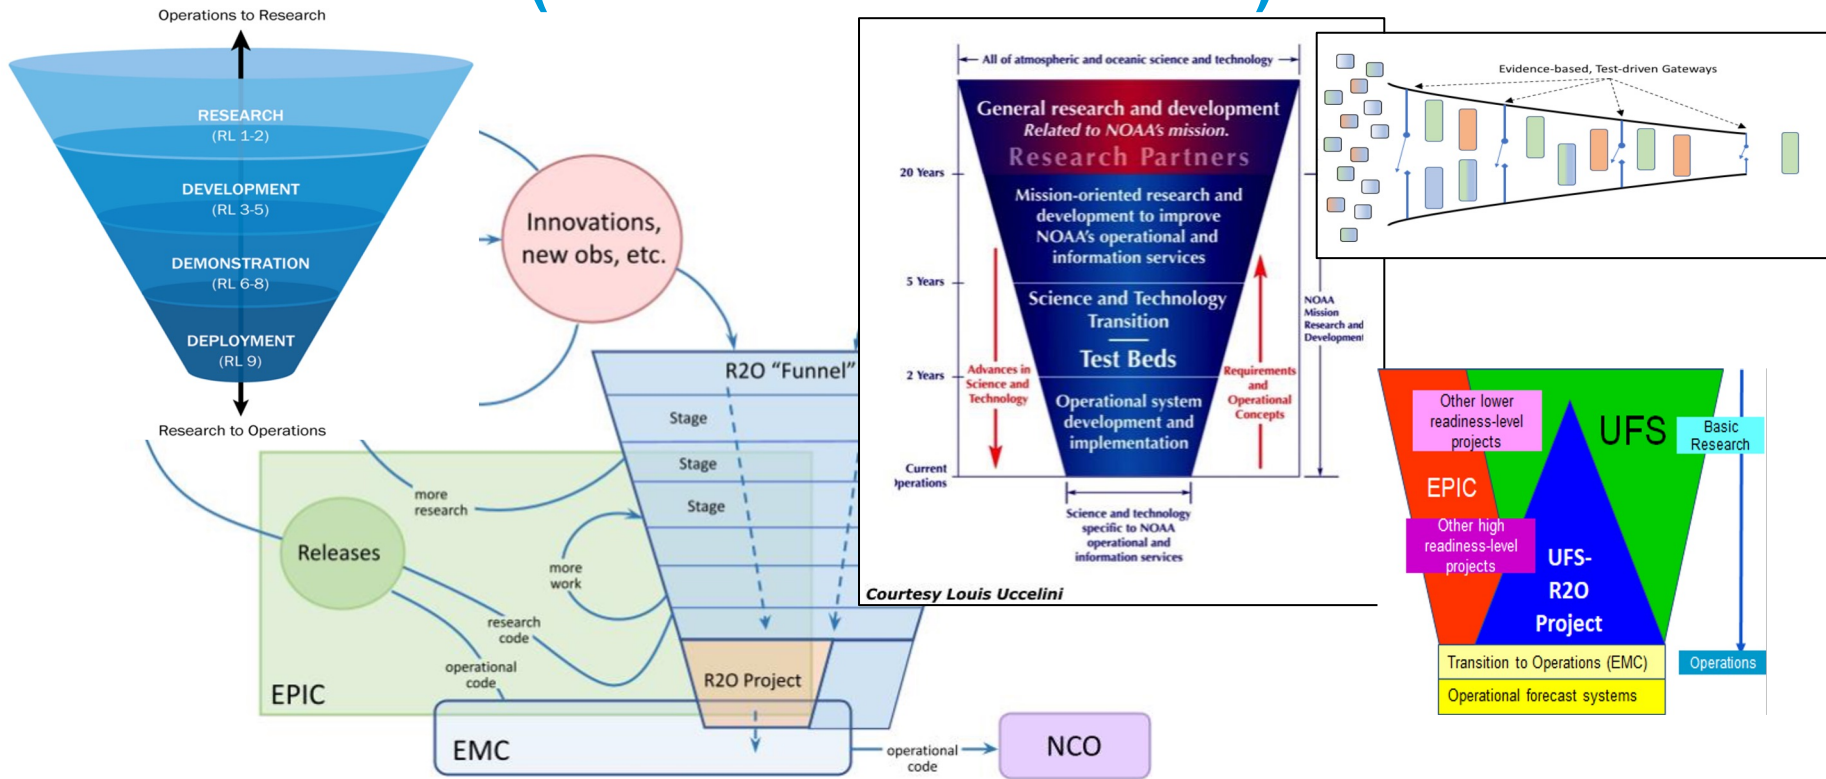 Operations to Research
RESEARCH
(RL 1-2)
DEVELOPMENT
(RL 3-5)
DEMONSTRATION
(RL 6-8)
DEPLOYMENT
(RL 9)
Research to Operations
Innovations,
new obs, etc.
R2O “Funnel”
Stage
Stage
Stage
more
research
more
work
Releases
research
code
operational
code
EPIC
R2O Project
EMC
operational
code
NCO
All of atmospheric and oceanic science and technology
General research and development
Related to NOAA's mission.
Research Partners
20 Years
Mission-oriented research and
development to improve
NOAA's operational and
information services
5 Years
Science and Technology
Transition
Test Beds
2 Years
Operational system
development and
implementation
Current
Operations
Advances in
Science and
Technology
Requirements
and
Operational
Concepts
NOAA
Mission
Research and
Development
Science and technology
specific to NOAA
operational and
information services
Courtesy Louis Uccelini
Evidence-based, Test-driven Gateways
Other lower
readiness-level
projects
UFS
Basic
Research
EPIC
Other high
readiness-level
projects
UFS-
R2O
Project
Transition to Operations (EMC)
Operations
Operational forecast systems